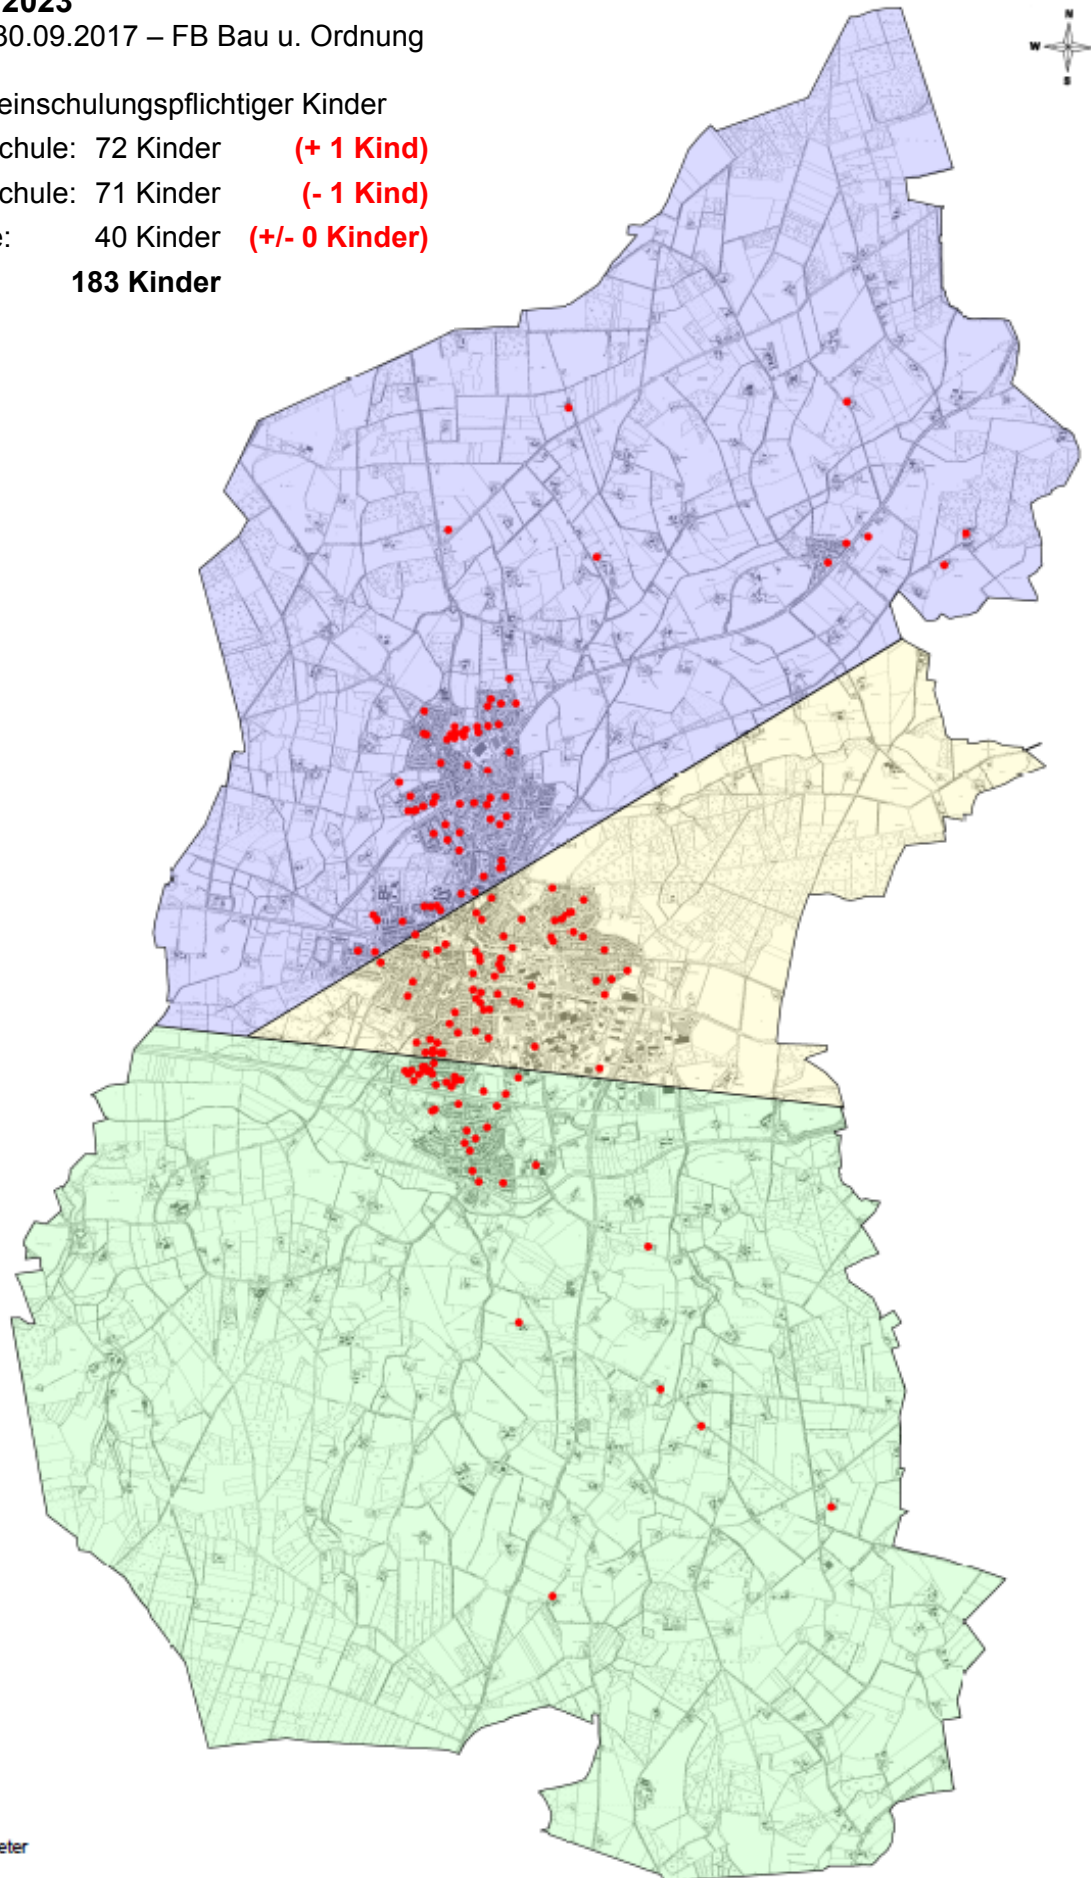 2023
30.09.2017 – FB Bau u. Ordnung
N
W
S
einschulungspflichtiger Kinder
chule: 72 Kinder (+ 1 Kind)
chule: 71 Kinder (- 1 Kind)
e: 40 Kinder (+/- 0 Kinder)
183 Kinder
eter